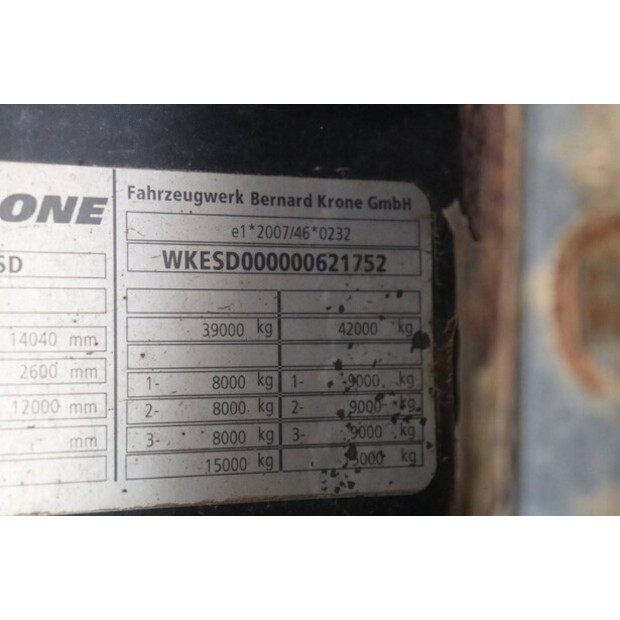 ONE
Fahrzeugwerk Bernard Krone GmbH
e1*2007/46*0232
SD
WKESD000000621752
14040 mm
39000 kg 42000 kg
2600 mm
1- 8000 kg 1- 9000 kg
12000 mm
2- 8000 kg 2- 9000 kg
mm
3- 8000 kg 3- 9000 kg
15000 kg kg